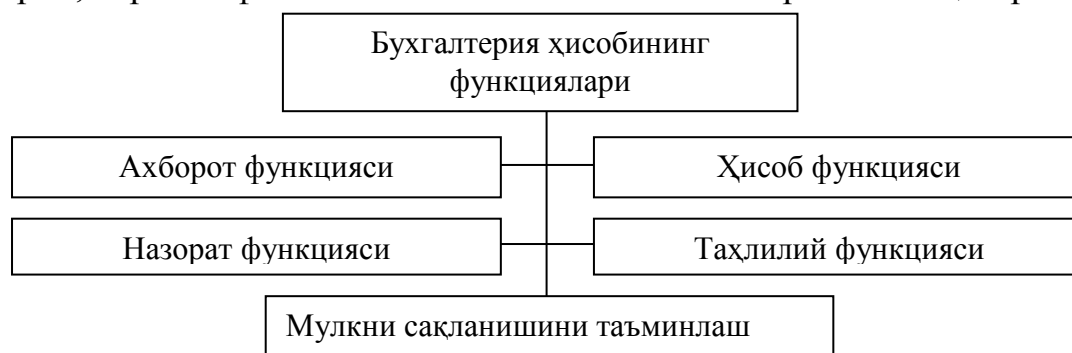 Бухгалтерия ҳисобининг
функциялари
Ахборот функцияси
Ҳисоб функцияси
Назорат функцияси
Таҳлилий функцияси
Мулкни сақланишини таъминлаш